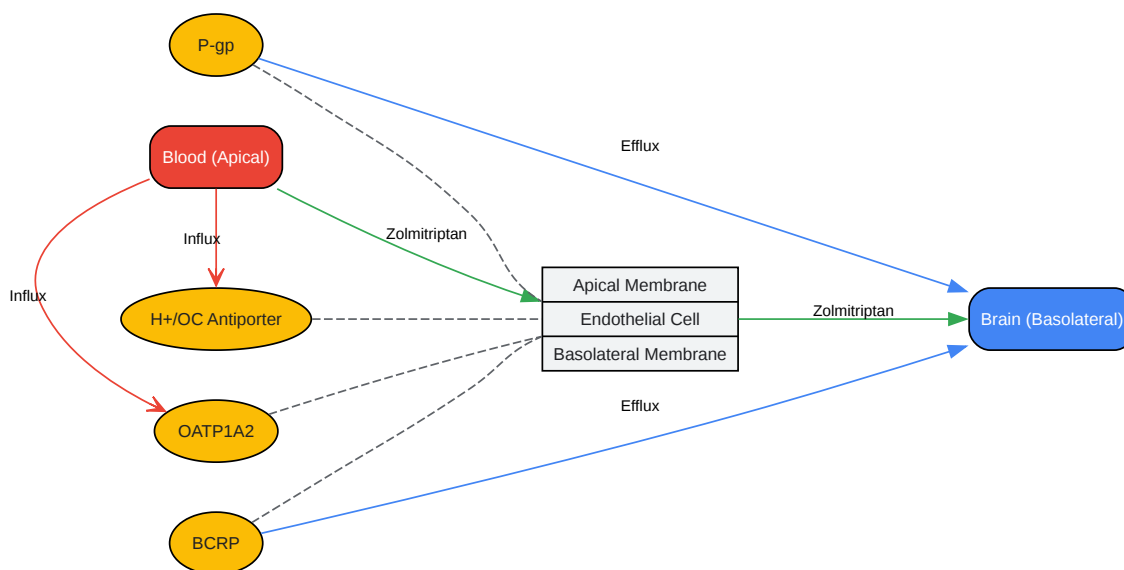 P-gp
Efflux
Blood (Apical)
Zolmitriptan
Influx
Apical Membrane
Influx
H+/OC Antiporter
Endothelial Cell
Zolmitriptan
Brain (Basolateral)
Basolateral Membrane
Efflux
OATP1A2
BCRP